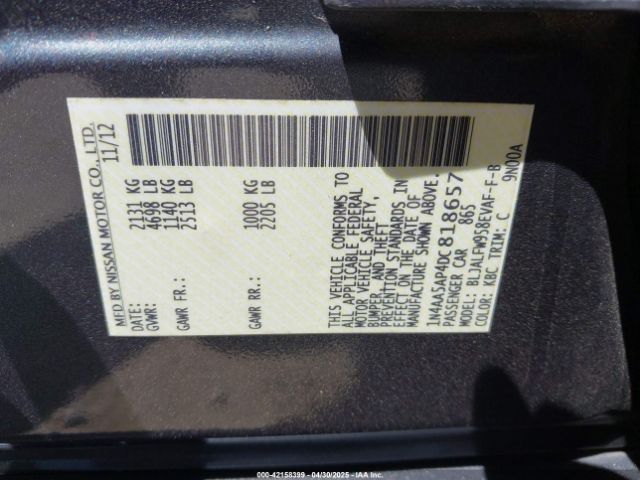 MFD BY NISSAN MOTOR CO., LTD.
11/12
DATE:
GVWR: 2131 KG
4698 LB
GAWR FR: 1140 KG
2513 LB
GAWR RR: 1000 KG
2205 LB
THIS VEHICLE CONFORMS TO
ALL APPLICABLE FEDERAL
MOTOR VEHICLE SAFETY,
BUMPER, AND THEFT
PREVENTION STANDARDS IN
EFFECT ON THE DATE OF
MANUFACTURE SHOWN ABOVE.
1N4AA5AP4DC818657
PASSENGER CAR 865
MODEL: BLJALFW958EVAF-F-B
COLOR: KBC TRIM: C 9N00A
000-42158399 (04/30/2025 - IAA Inc.